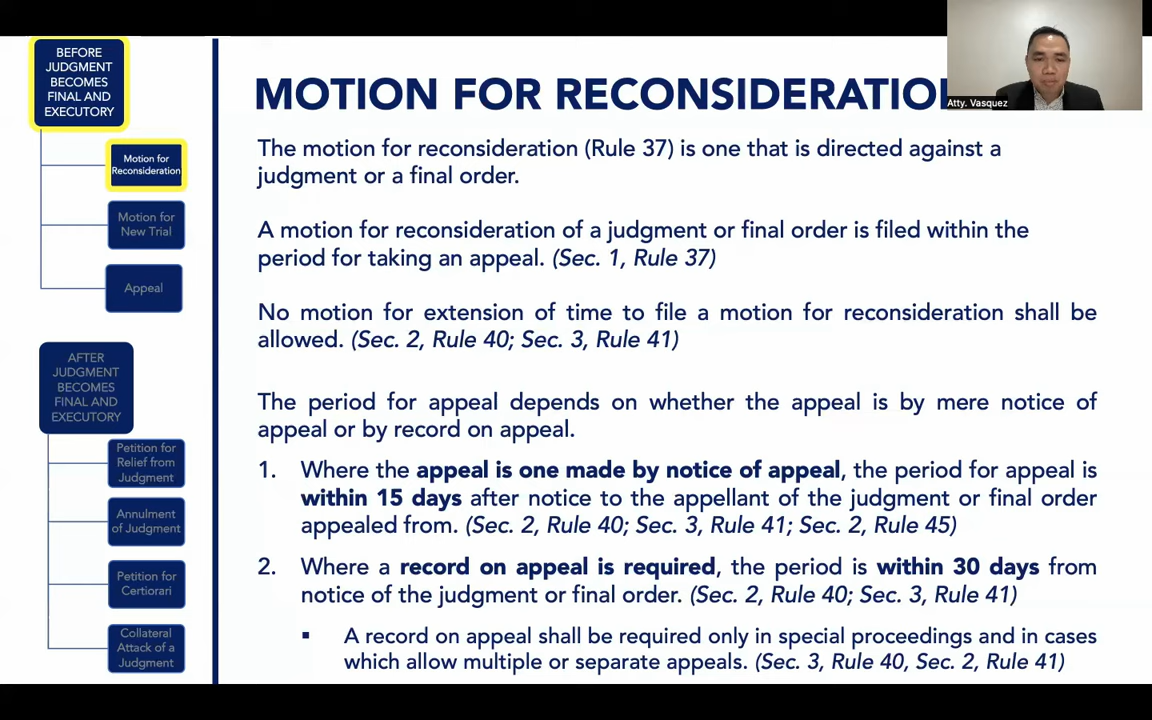 BEFORE
JUDGMENT
BECOMES
FINAL AND
EXECUTORY
Motion for
Reconsideration
Motion for
New Trial
Appeal
AFTER
JUDGMENT
BECOMES
FINAL AND
EXECUTORY
Petition for
Relief from
Judgment
Annulment
of Judgment
Petition for
Certiorari
Collateral
Attack of a
Judgment
MOTION FOR RECONSIDERATIO
Atty. Vasquez
The motion for reconsideration (Rule 37) is one that is directed against a
judgment or a final order.
A motion for reconsideration of a judgment or final order is filed within the
period for taking an appeal. (Sec. 1, Rule 37)
No motion for extension of time to file a motion for reconsideration shall be
allowed. (Sec. 2, Rule 40; Sec. 3, Rule 41)
The period for appeal depends on whether the appeal is by mere notice of
appeal or by record on appeal.
1. Where the appeal is one made by notice of appeal, the period for appeal is
within 15 days after notice to the appellant of the judgment or final order
appealed from. (Sec. 2, Rule 40; Sec. 3, Rule 41; Sec. 2, Rule 45)
2. Where a record on appeal is required, the period is within 30 days from
notice of the judgment or final order. (Sec. 2, Rule 40; Sec. 3, Rule 41)
▪ A record on appeal shall be required only in special proceedings and in cases
which allow multiple or separate appeals. (Sec. 3, Rule 40, Sec. 2, Rule 41)